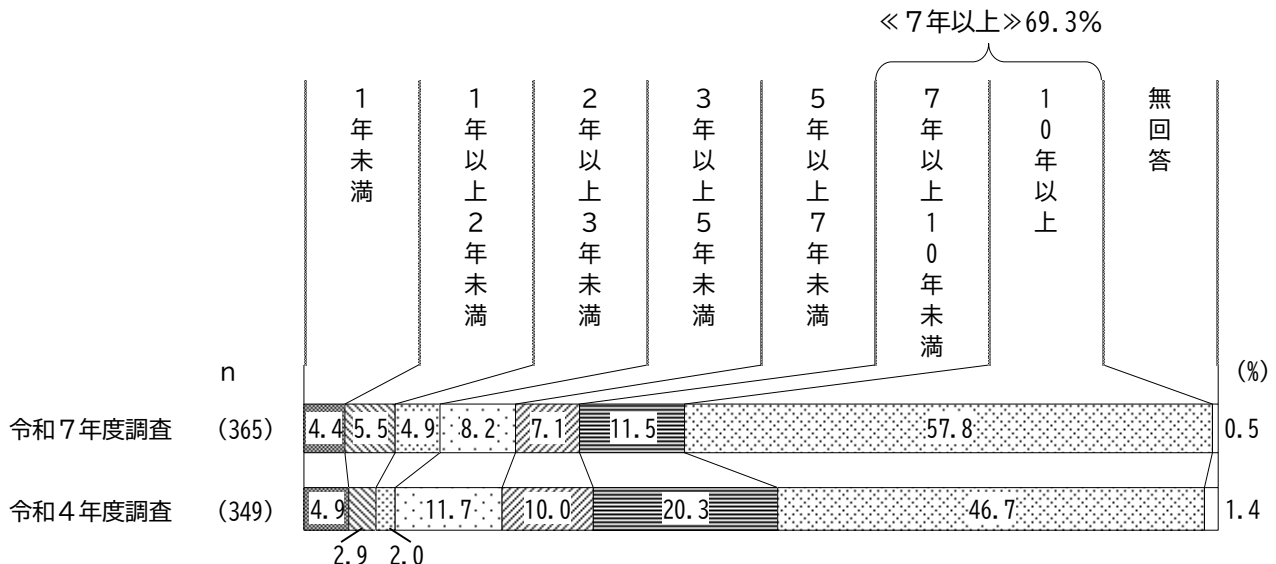 ≪７年以上≫69.3%
１年未満
１年以上２年未満
２年以上３年未満
３年以上５年未満
５年以上７年未満
７年以上10年未満
10年以上
無回答
ｎ
(%)
令和７年度調査 (365) 4.4 5.5 4.9 8.2 7.1 11.5 57.8 0.5
令和４年度調査 (349) 4.9 11.7 10.0 20.3 46.7 1.4
2.9 2.0